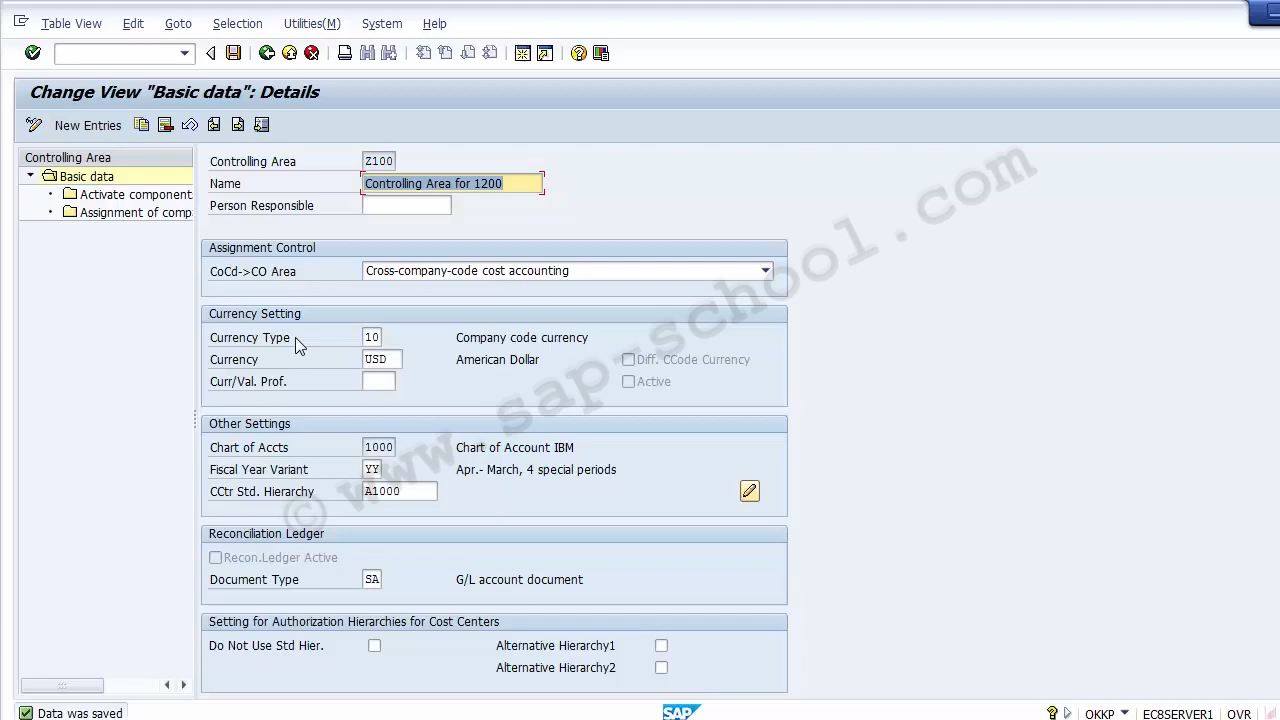 Table View Edit Goto Selection Utilities(M) System Help
Change View "Basic data": Details
New Entries
Controlling Area
Basic data
Activate component
Assignment of comp
Controlling Area Z100
Name Controlling Area for 1200
Person Responsible
Assignment Control
CoCd->CO Area Cross-company-code cost accounting
Currency Setting
Currency Type 10 Company code currency
Currency USD American Dollar Diff. CCode Currency
Curr/Val. Prof. Active
Other Settings
Chart of Accts 1000 Chart of Account IBM
Fiscal Year Variant YY Apr.- March, 4 special periods
CCtr Std. Hierarchy A1000
Reconciliation Ledger
Recon.Ledger Active
Document Type SA G/L account document
Setting for Authorization Hierarchies for Cost Centers
Do Not Use Std Hier. Alternative Hierarchy1
Alternative Hierarchy2
© www.sap-school.com
Data was saved SAP OKKP EC8SERVER1 OVR